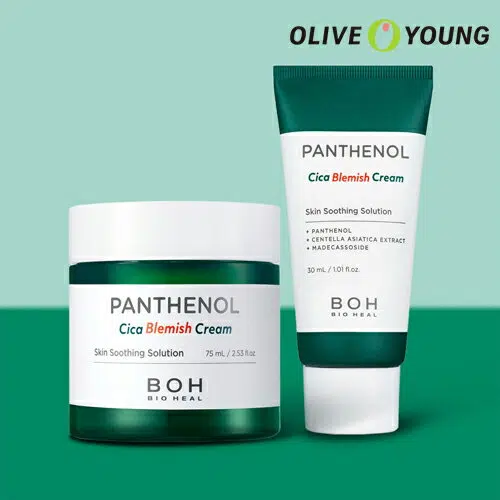 OLIVE YOUNG
PANTHENOL
Cica Blemish Cream
Skin Soothing Solution
+ PANTHENOL
+ CENTELLA ASIATICA EXTRACT
+ MADECASSOSIDE
30 mL / 1.01 fl.oz.
BOH
BIO HEAL
PANTHENOL
Cica Blemish Cream
Skin Soothing Solution 75 mL / 2.53 fl.oz
BOH
BIO HEAL